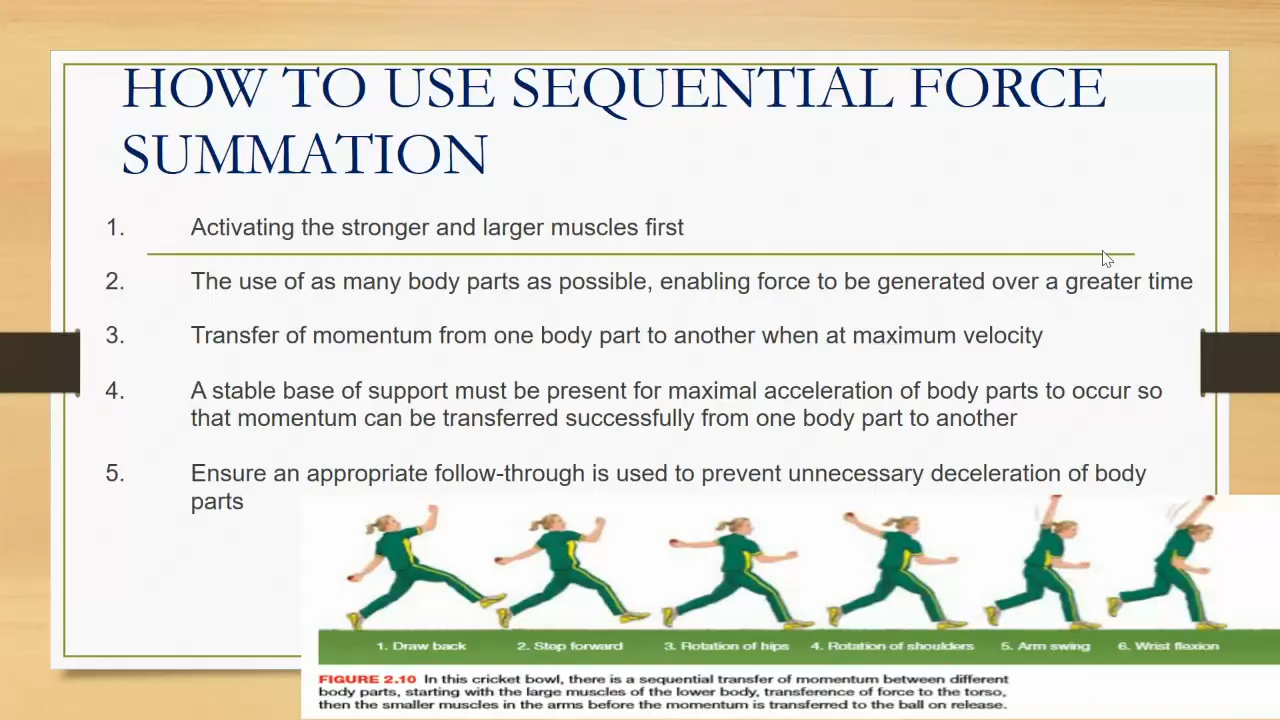 HOW TO USE SEQUENTIAL FORCE
SUMMATION
1. Activating the stronger and larger muscles first
2. The use of as many body parts as possible, enabling force to be generated over a greater time
3. Transfer of momentum from one body part to another when at maximum velocity
4. A stable base of support must be present for maximal acceleration of body parts to occur so
that momentum can be transferred successfully from one body part to another
5. Ensure an appropriate follow-through is used to prevent unnecessary deceleration of body
parts
1. Draw back 2. Step forward 3. Rotation of hips 4. Rotation of shoulders 5. Arm swing 6. Wrist flexion
FIGURE 2.10 In this cricket bowl, there is a sequential transfer of momentum between different
body parts, starting with the large muscles of the lower body, transference of force to the torso,
then the smaller muscles in the arms before the momentum is transferred to the ball on release.